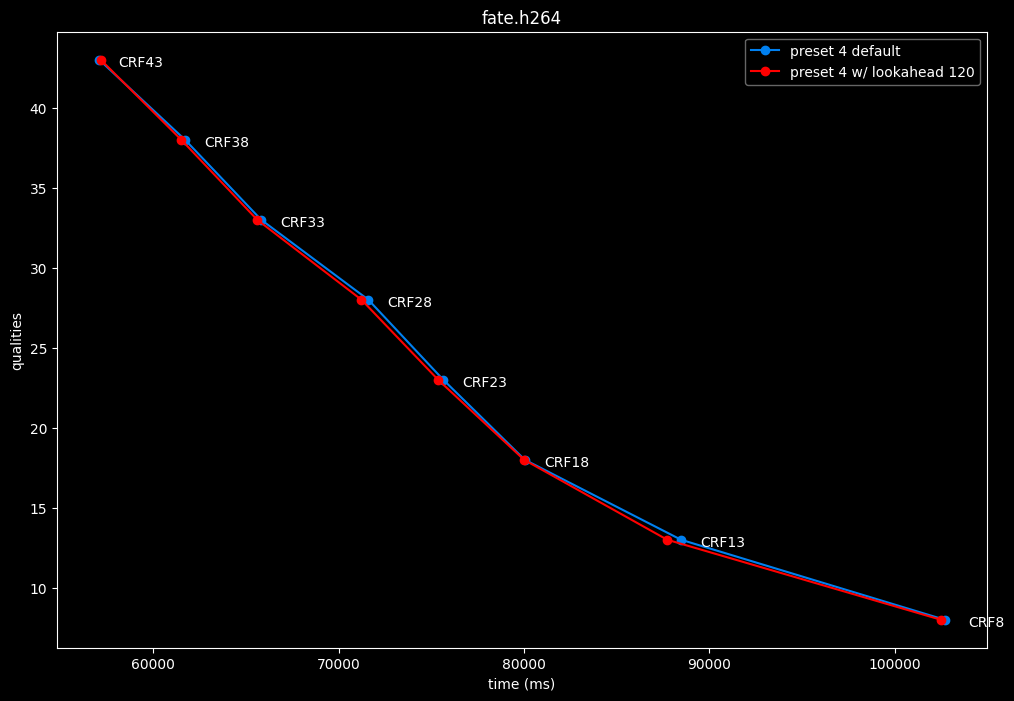 fate.h264
preset 4 default
preset 4 w/ lookahead 120
CRF43
CRF38
CRF33
CRF28
CRF23
CRF18
CRF13
CRF8
40
35
30
25
20
15
10
qualities
60000
70000
80000
90000
100000
time (ms)